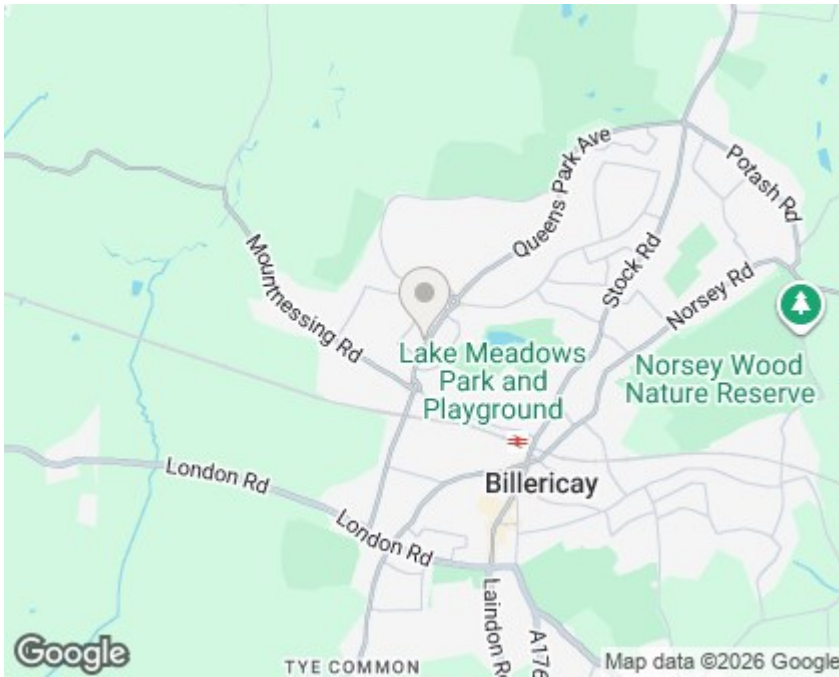 Queens Park Ave
Potash Rd
Mountnessing Rd
Stock Rd
Norsey Rd
Lake Meadows
Park and
Playground
Norsey Wood
Nature Reserve
London Rd
Billericay
London Rd
Laindon Rd
A176
TYE COMMON
Google
Map data ©2026 Google